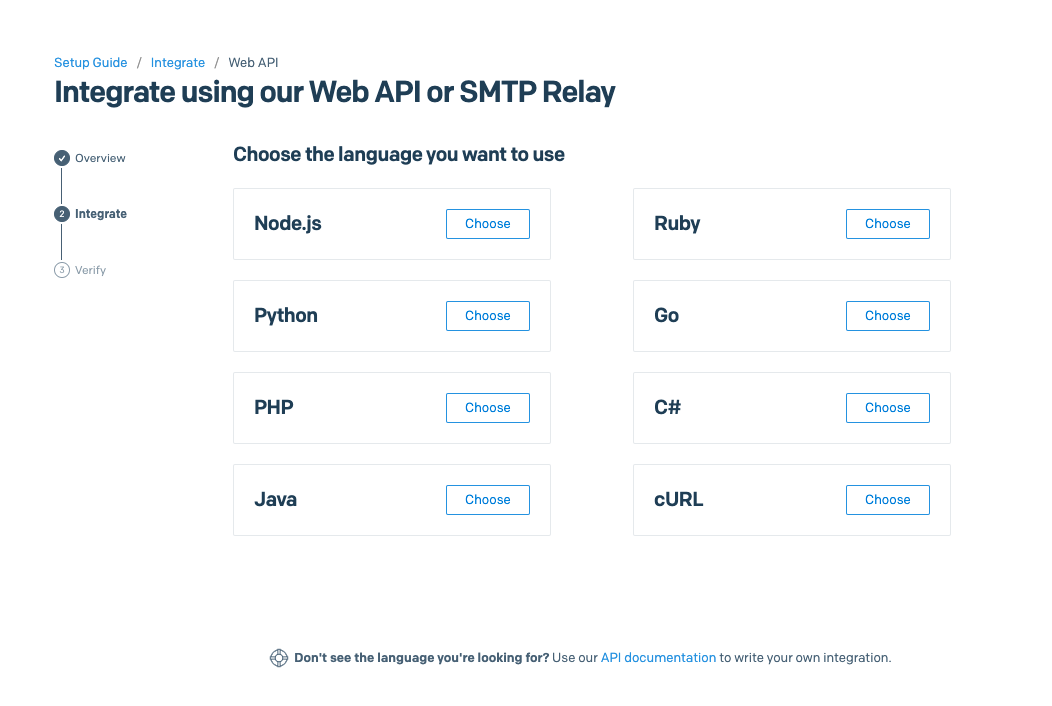 Setup Guide / Integrate / Web API
Integrate using our Web API or SMTP Relay
Overview
2 Integrate
3 Verify
Choose the language you want to use
Node.js Choose
Ruby Choose
Python Choose
Go Choose
PHP Choose
C# Choose
Java Choose
cURL Choose
Don't see the language you're looking for? Use our API documentation to write your own integration.